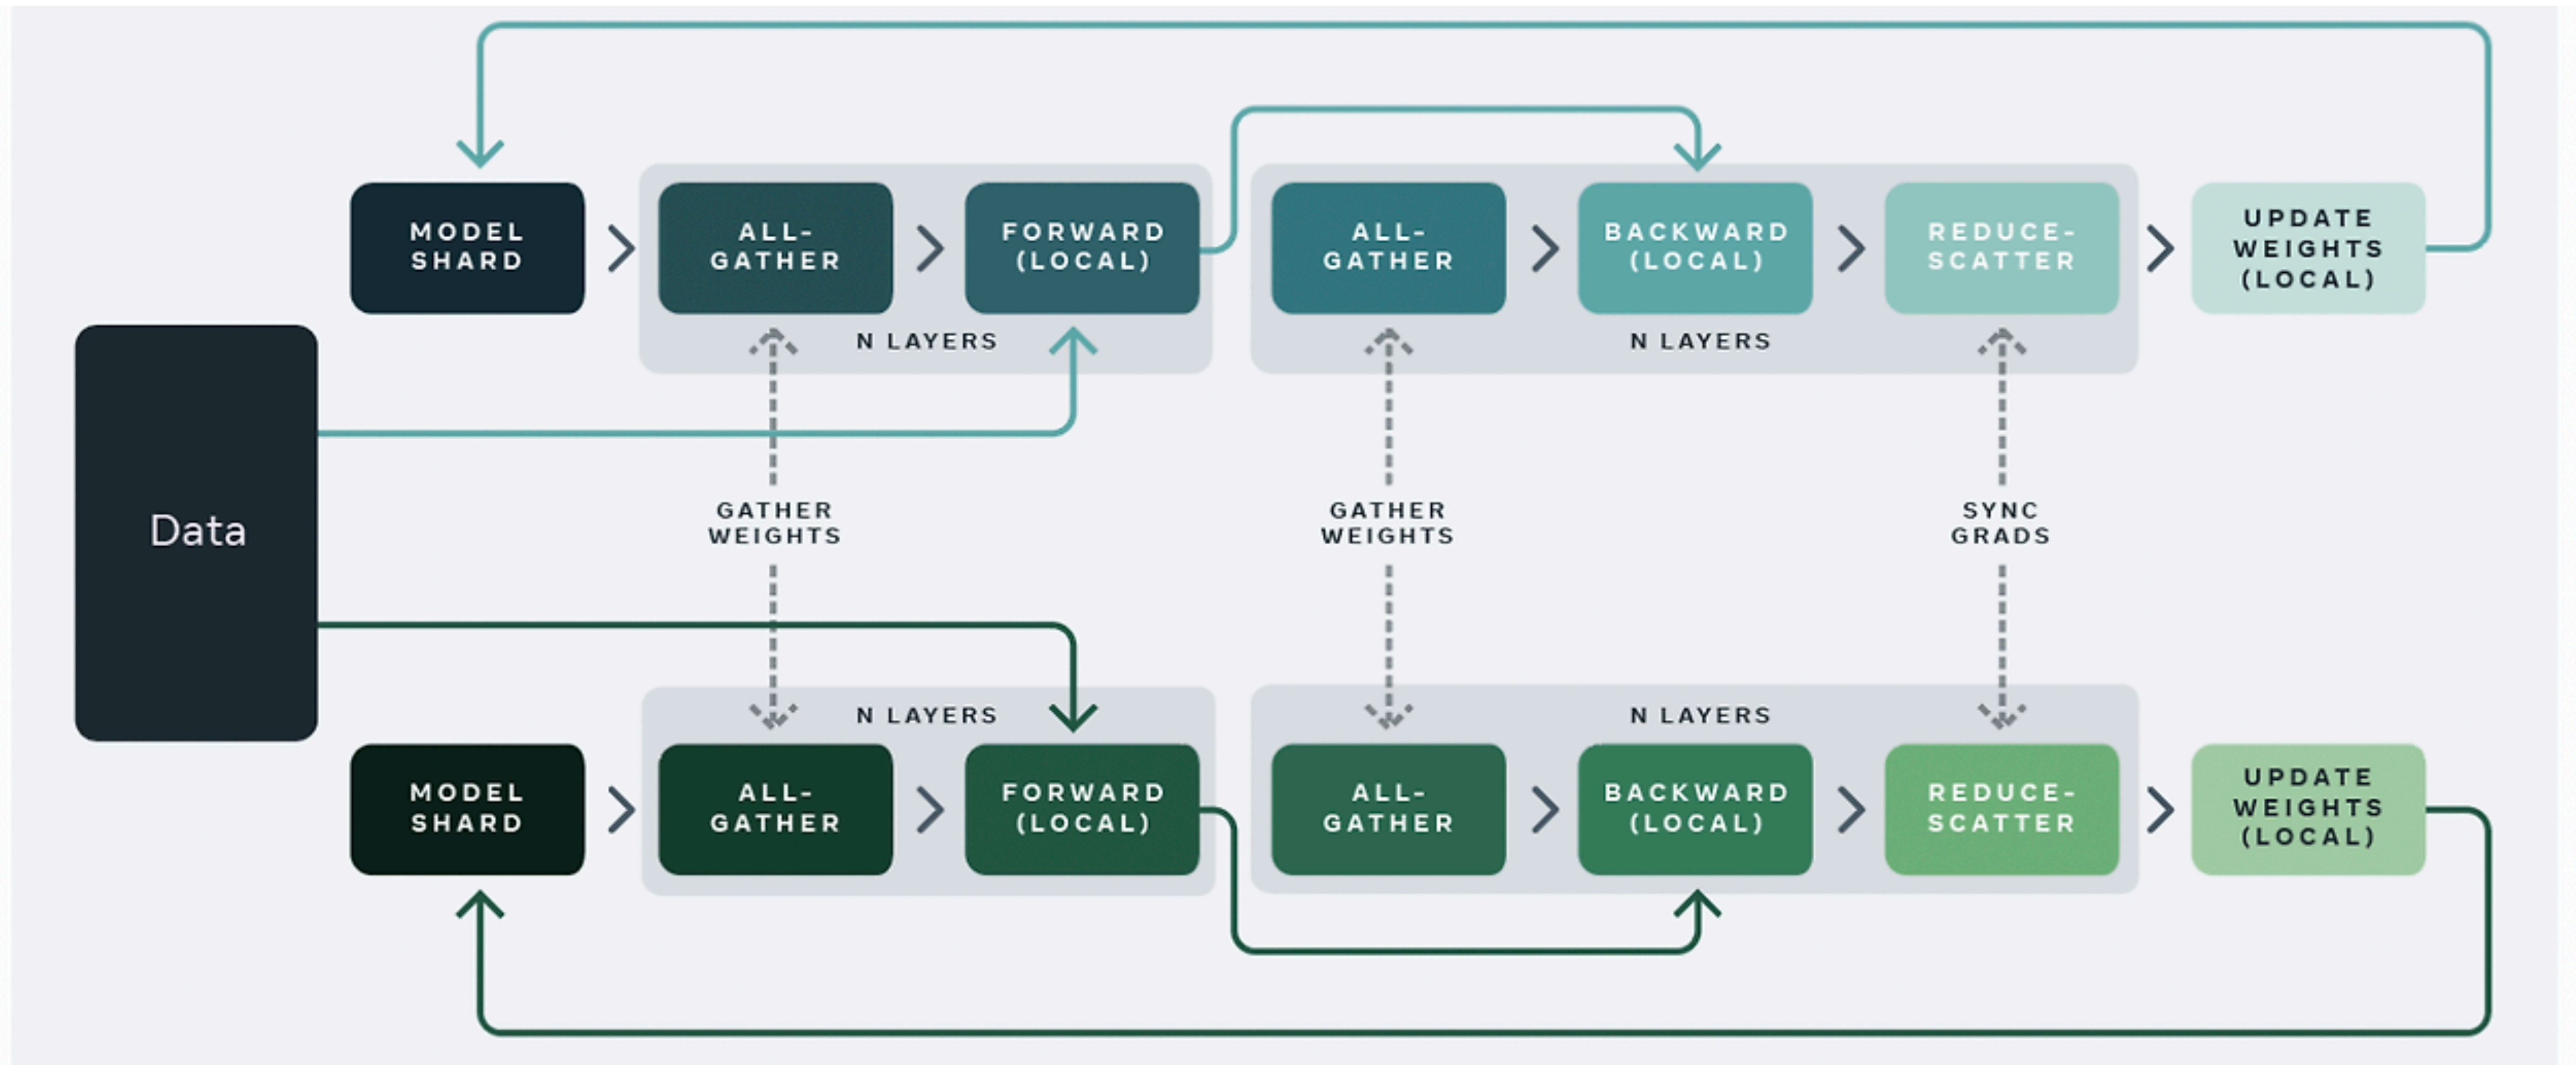 MODEL
SHARD
ALL-
GATHER
FORWARD
(LOCAL)
N LAYERS
ALL-
GATHER
BACKWARD
(LOCAL)
REDUCE-
SCATTER
N LAYERS
UPDATE
WEIGHTS
(LOCAL)
Data
GATHER
WEIGHTS
GATHER
WEIGHTS
SYNC
GRADS
MODEL
SHARD
N LAYERS
ALL-
GATHER
FORWARD
(LOCAL)
N LAYERS
ALL-
GATHER
BACKWARD
(LOCAL)
REDUCE-
SCATTER
UPDATE
WEIGHTS
(LOCAL)